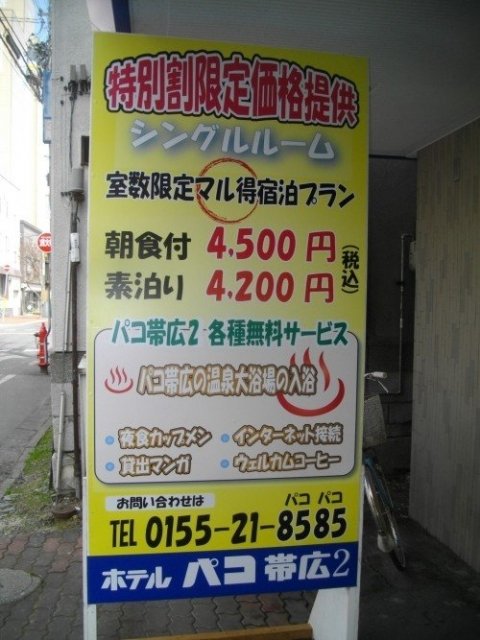 特別割限定価格提供
シングルルーム
室数限定マル得宿泊プラン
朝食付 4,500円
素泊り 4,200円
(税込)
パコ帯広2 各種無料サービス
パコ帯広の温泉大浴場の入浴
●夜食カップメン ●インターネット接続
●貸出マンガ ●ウェルカムコーヒー
お問い合わせは
パコ パコ
TEL 0155-21-8585
ホテル パコ 帯広2